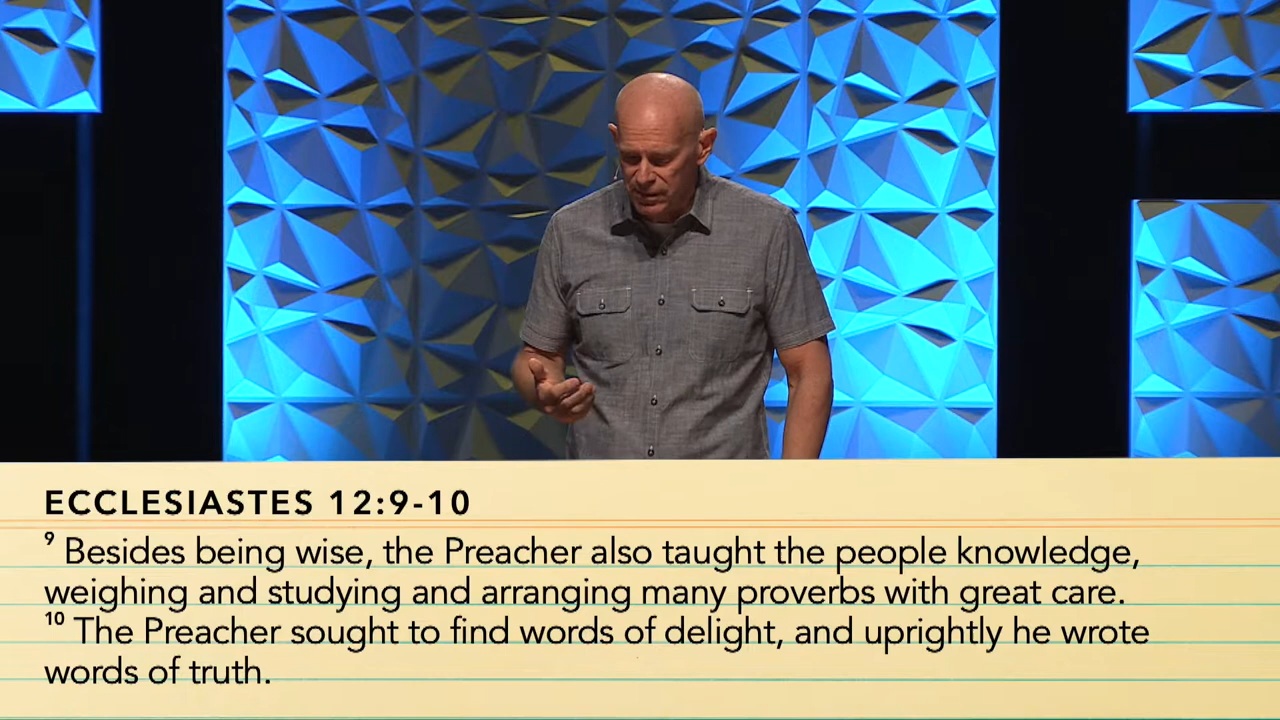 ECCLESIASTES 12:9-10
9 Besides being wise, the Preacher also taught the people knowledge,
weighing and studying and arranging many proverbs with great care.
10 The Preacher sought to find words of delight, and uprightly he wrote
words of truth.